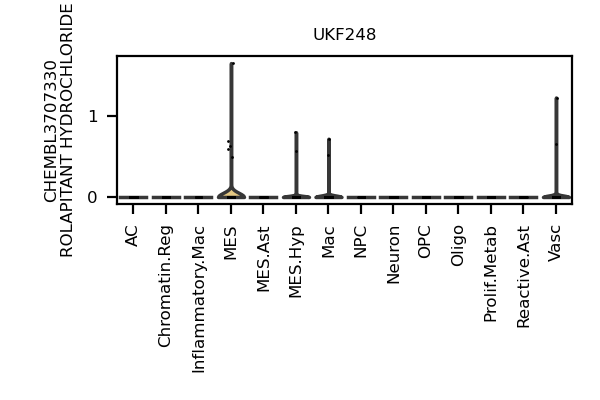 UKF248
CHEMBL3707330
ROLAPITANT HYDROCHLORIDE
1
0
AC
Chromatin.Reg
Inflammatory.Mac
MES
MES.Ast
MES.Hyp
Mac
NPC
Neuron
OPC
Oligo
Prolif.Metab
Reactive.Ast
Vasc